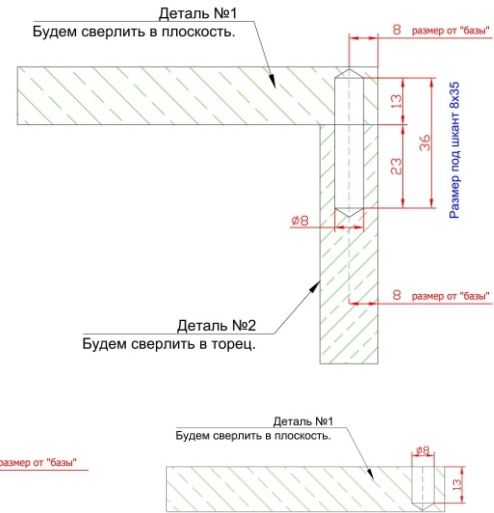 Деталь №1
Будем сверлить в плоскость.
8 размер от "базы"
13
36
23
Размер под шкант 8х35
ø8
8 размер от "базы"
Деталь №2
Будем сверлить в торец.
Деталь №1
Будем сверлить в плоскость.
размер от "базы"
ø8
13